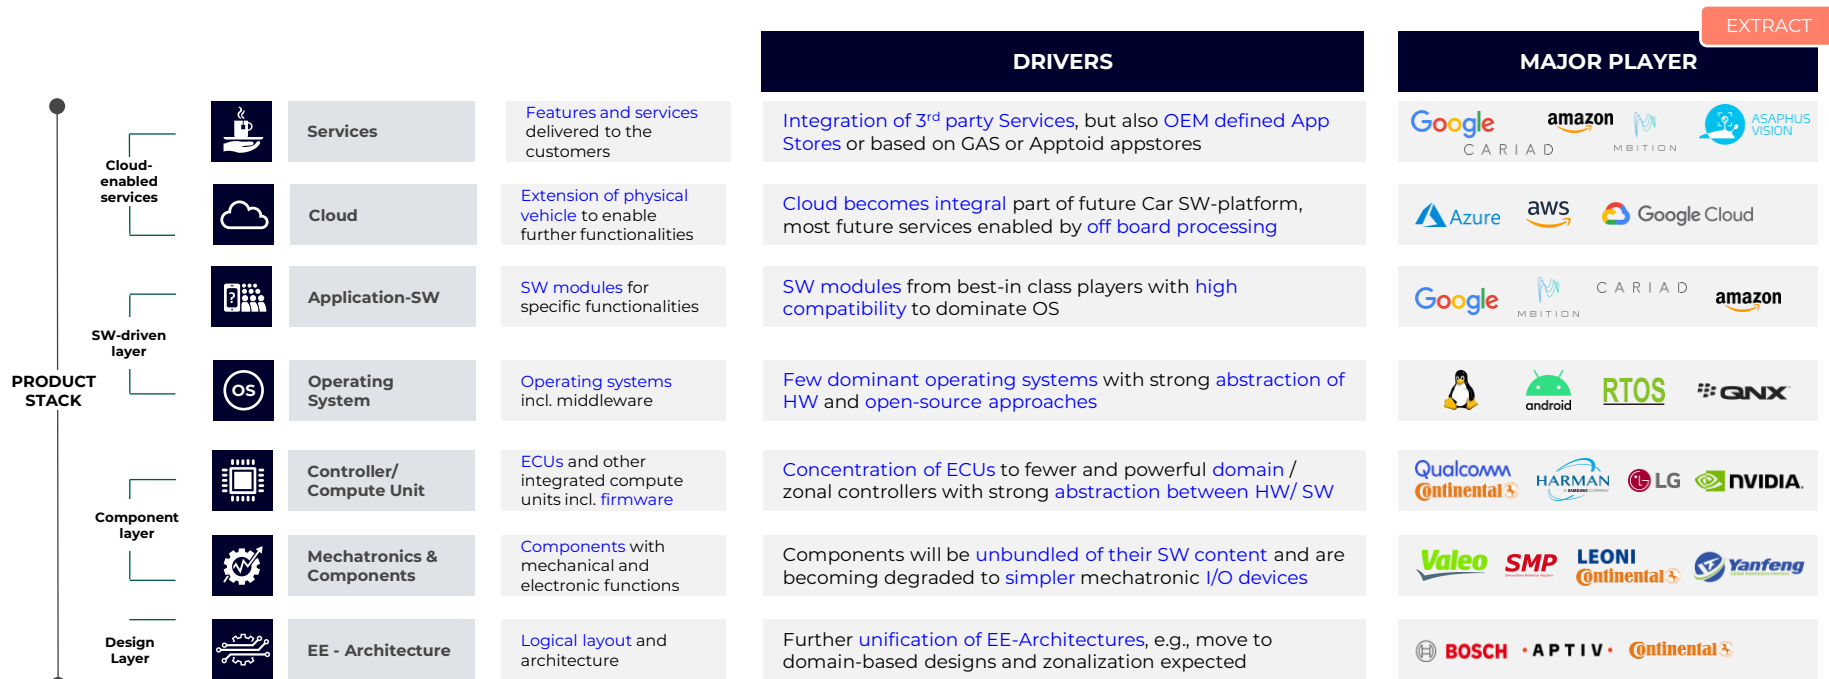 EXTRACT
DRIVERS
MAJOR PLAYER
PRODUCT
STACK
Cloud-
enabled
services
Services
Features and services
delivered to the
customers
Integration of 3rd party Services, but also OEM defined App
Stores or based on GAS or Apptoid appstores
Google
amazon
CARIAD
MBITION
ASAPHUS
VISION
Cloud
Extension of physical
vehicle to enable
further functionalities
Cloud becomes integral part of future Car SW-platform,
most future services enabled by off board processing
Azure
aws
Google Cloud
SW-driven
layer
?
Application-SW
SW modules for
specific functionalities
SW modules from best-in class players with high
compatibility to dominate OS
Google
MBITION
CARIAD
amazon
OS
Operating
System
Operating systems
incl. middleware
Few dominant operating systems with strong abstraction of
HW and open-source approaches
android
RTOS
QNX
Component
layer
Controller/
Compute Unit
ECUs and other
integrated compute
units incl. firmware
Concentration of ECUs to fewer and powerful domain /
zonal controllers with strong abstraction between HW/ SW
Qualcomm
Continental
HARMAN
A SAMSUNG COMPANY
LG
NVIDIA.
Mechatronics &
Components
Components with
mechanical and
electronic functions
Components will be unbundled of their SW content and are
becoming degraded to simpler mechatronic I/O devices
Valeo
SMP
LEONI
Continental
Yanfeng
Design
Layer
EE - Architecture
Logical layout and
architecture
Further unification of EE-Architectures, e.g., move to
domain-based designs and zonalization expected
BOSCH
• APTIV •
Continental